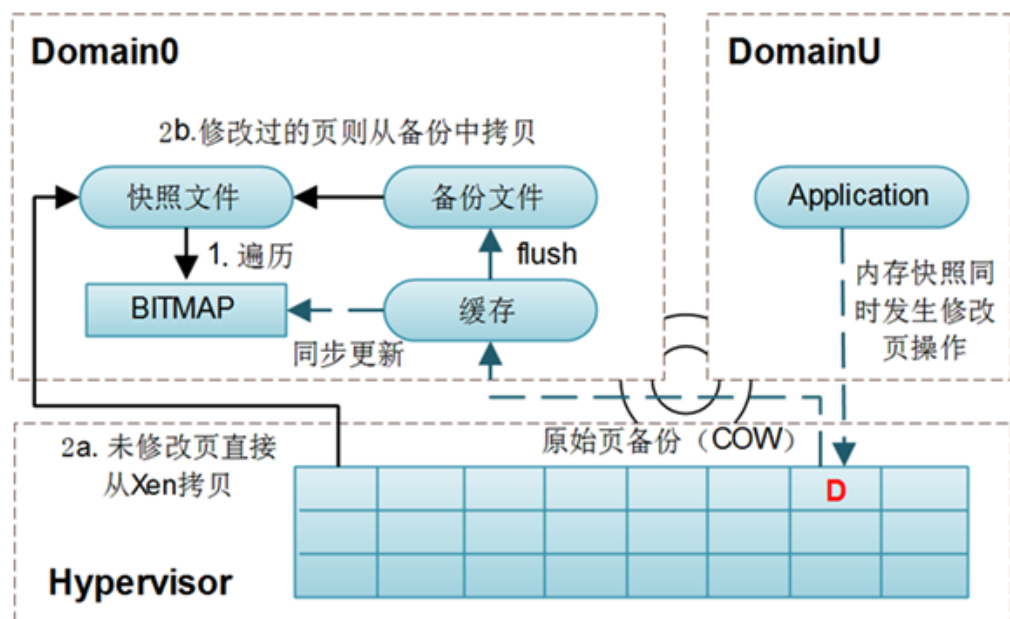 Domain0
DomainU
2b.修改过的页则从备份中拷贝
快照文件
备份文件
Application
1. 遍历
flush
BITMAP
缓存
同步更新
内存快照同
时发生修改
页操作
2a. 未修改页直接
从Xen拷贝
原始页备份（COW）
D
Hypervisor